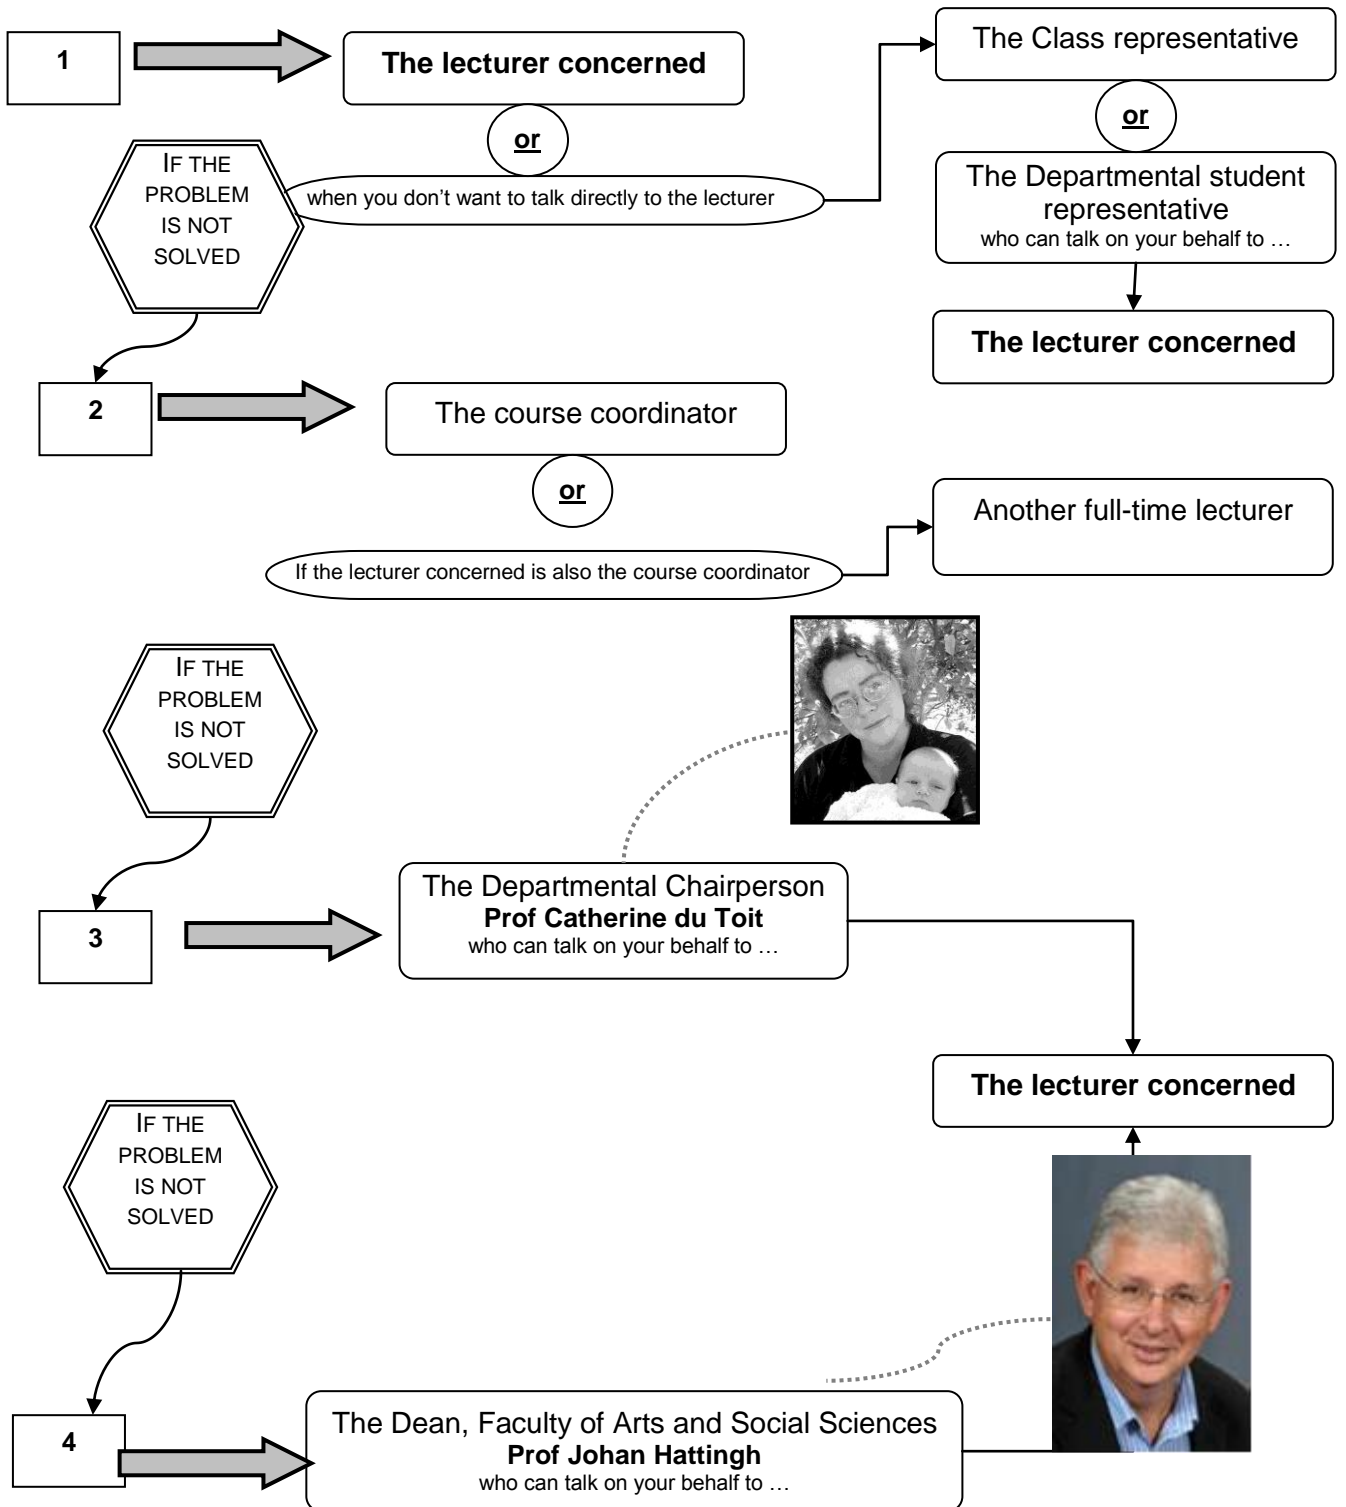 1
The lecturer concerned
The Class representative
or
or
IF THE
PROBLEM
IS NOT
SOLVED
when you don't want to talk directly to the lecturer
The Departmental student
representative
who can talk on your behalf to …
The lecturer concerned
2
The course coordinator
or
Another full-time lecturer
If the lecturer concerned is also the course coordinator
IF THE
PROBLEM
IS NOT
SOLVED
3
The Departmental Chairperson
Prof Catherine du Toit
who can talk on your behalf to …
The lecturer concerned
IF THE
PROBLEM
IS NOT
SOLVED
4
The Dean, Faculty of Arts and Social Sciences
Prof Johan Hattingh
who can talk on your behalf to …